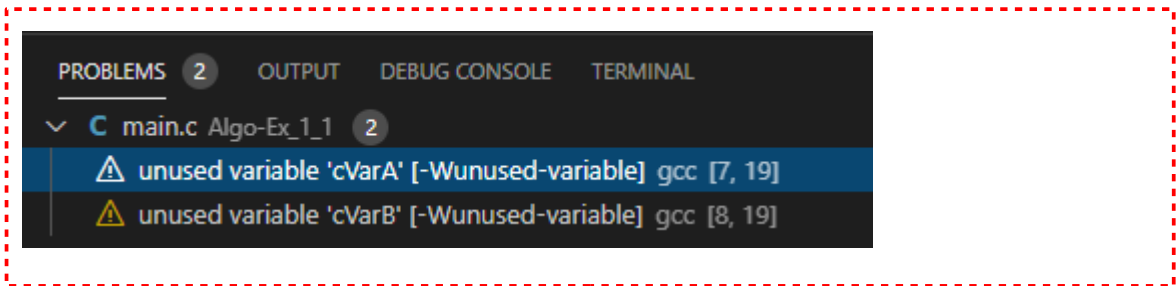 PROBLEMS 2 OUTPUT DEBUG CONSOLE TERMINAL
C main.c Algo-Ex_1_1 2
unused variable 'cVarA' [-Wunused-variable] gcc [7, 19]
unused variable 'cVarB' [-Wunused-variable] gcc [8, 19]